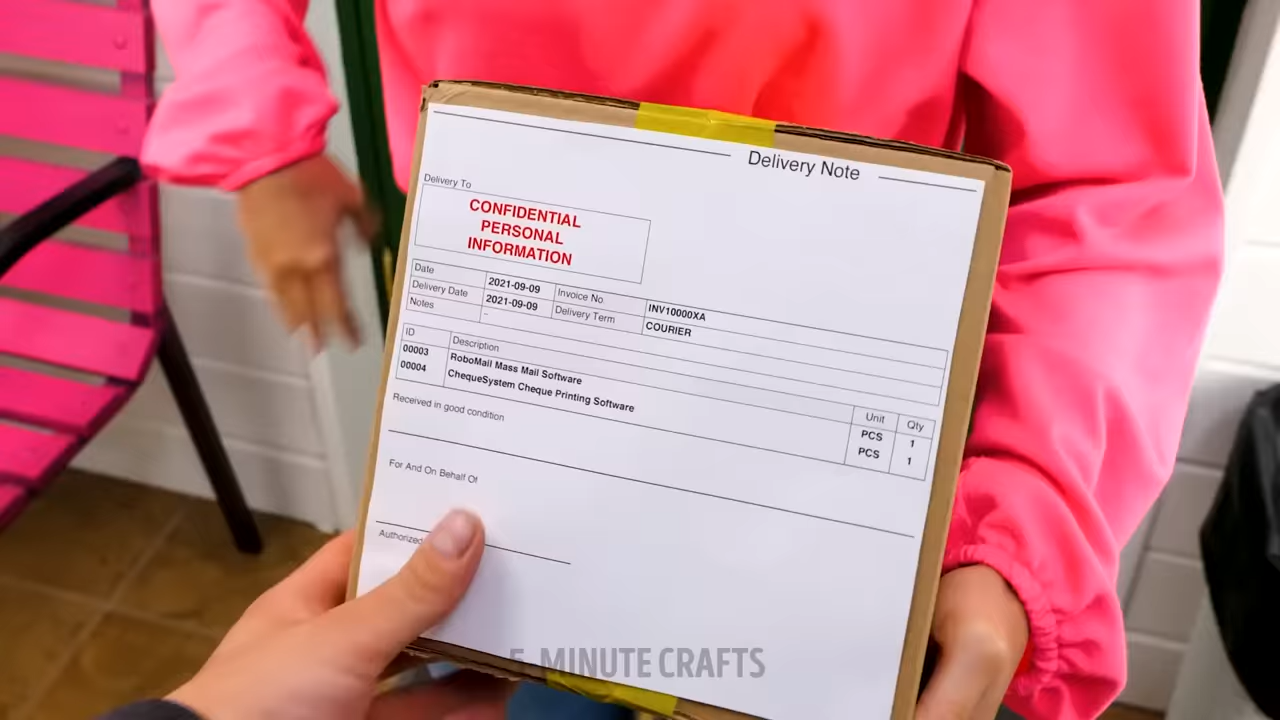 Delivery Note
Delivery To
CONFIDENTIAL
PERSONAL
INFORMATION
Date 2021-09-09 Invoice No INV10000XA
Delivery Date 2021-09-09 Delivery Term COURIER
Notes -
ID Description Unit Qty
00003 RoboMail Mass Mail Software PCS 1
00004 ChequeSystem Cheque Printing Software PCS 1
Received in good condition
For And On Behalf Of
Authorized
5-MINUTE CRAFTS